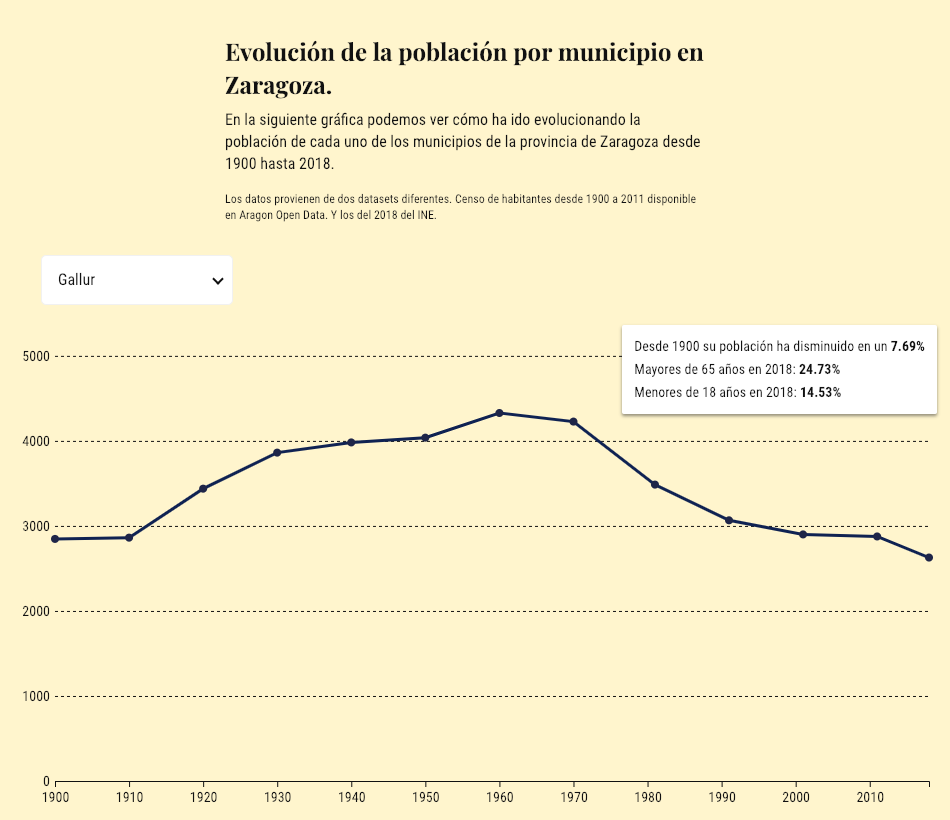 Evolución de la población por municipio en
Zaragoza.
En la siguiente gráfica podemos ver cómo ha ido evolucionando la
población de cada uno de los municipios de la provincia de Zaragoza desde
1900 hasta 2018.
Los datos provienen de dos datasets diferentes. Censo de habitantes desde 1900 a 2011 disponible
en Aragon Open Data. Y los del 2018 del INE.
Gallur
Desde 1900 su población ha disminuido en un 7.69%
Mayores de 65 años en 2018: 24.73%
Menores de 18 años en 2018: 14.53%
5000
4000
3000
2000
1000
0
1900 1910 1920 1930 1940 1950 1960 1970 1980 1990 2000 2010